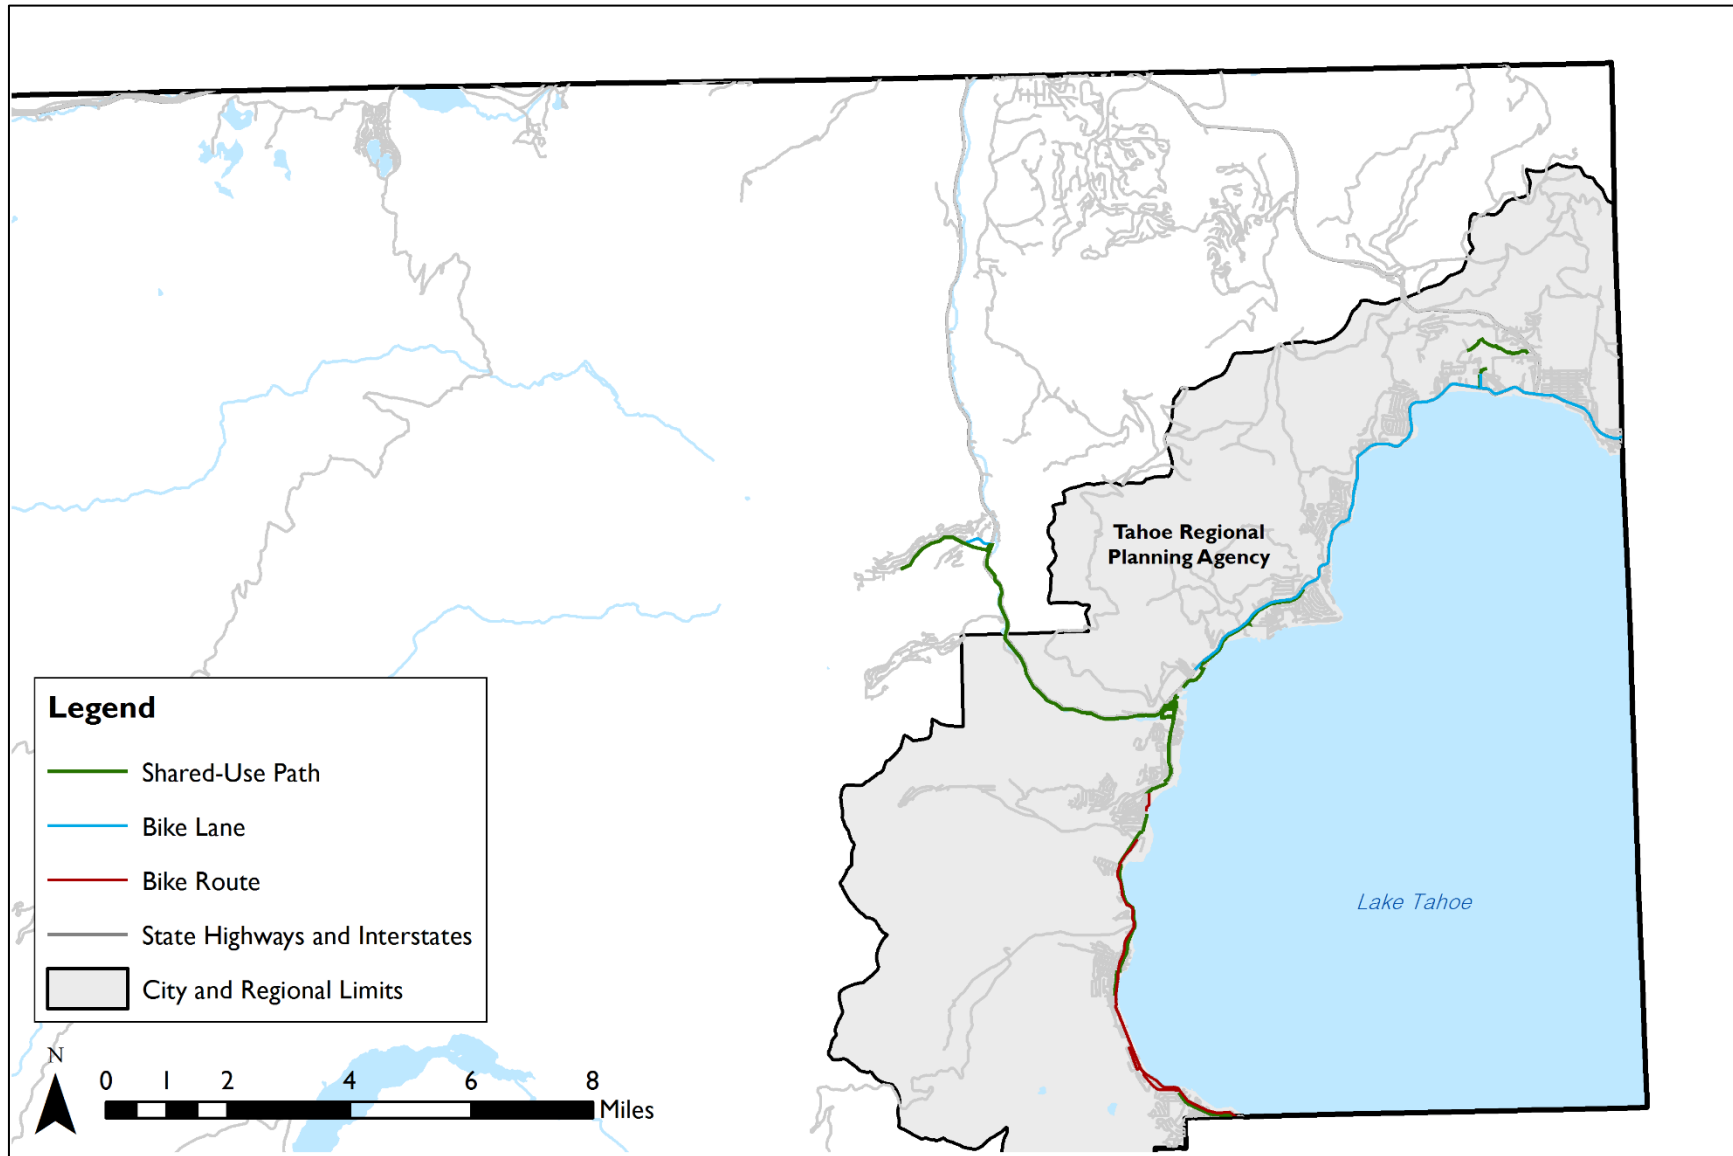 Tahoe Regional
Planning Agency
Lake Tahoe
Legend
Shared-Use Path
Bike Lane
Bike Route
State Highways and Interstates
City and Regional Limits
N
0 1 2 4 6 8
Miles